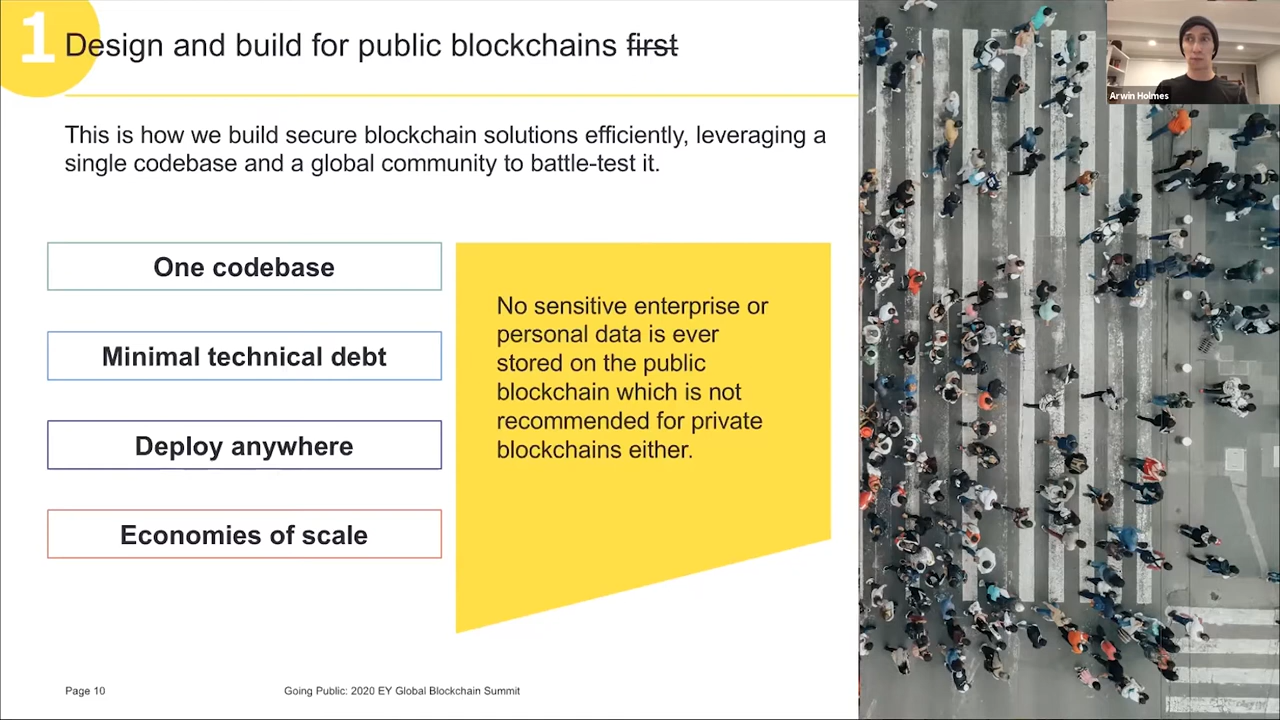 1
Design and build for public blockchains first
This is how we build secure blockchain solutions efficiently, leveraging a
single codebase and a global community to battle-test it.
One codebase
Minimal technical debt
Deploy anywhere
Economies of scale
No sensitive enterprise or
personal data is ever
stored on the public
blockchain which is not
recommended for private
blockchains either.
Page 10
Going Public: 2020 EY Global Blockchain Summit
Arwin Holmes